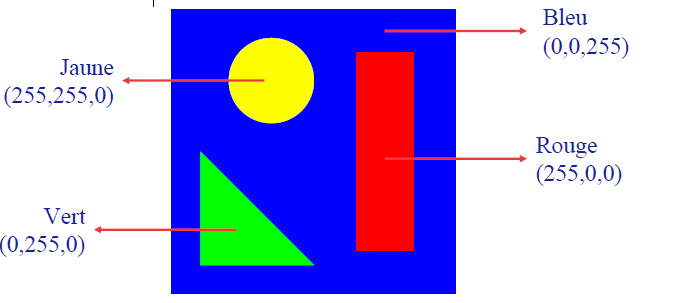 Bleu
(0,0,255)
Jaune
(255,255,0)
Rouge
(255,0,0)
Vert
(0,255,0)